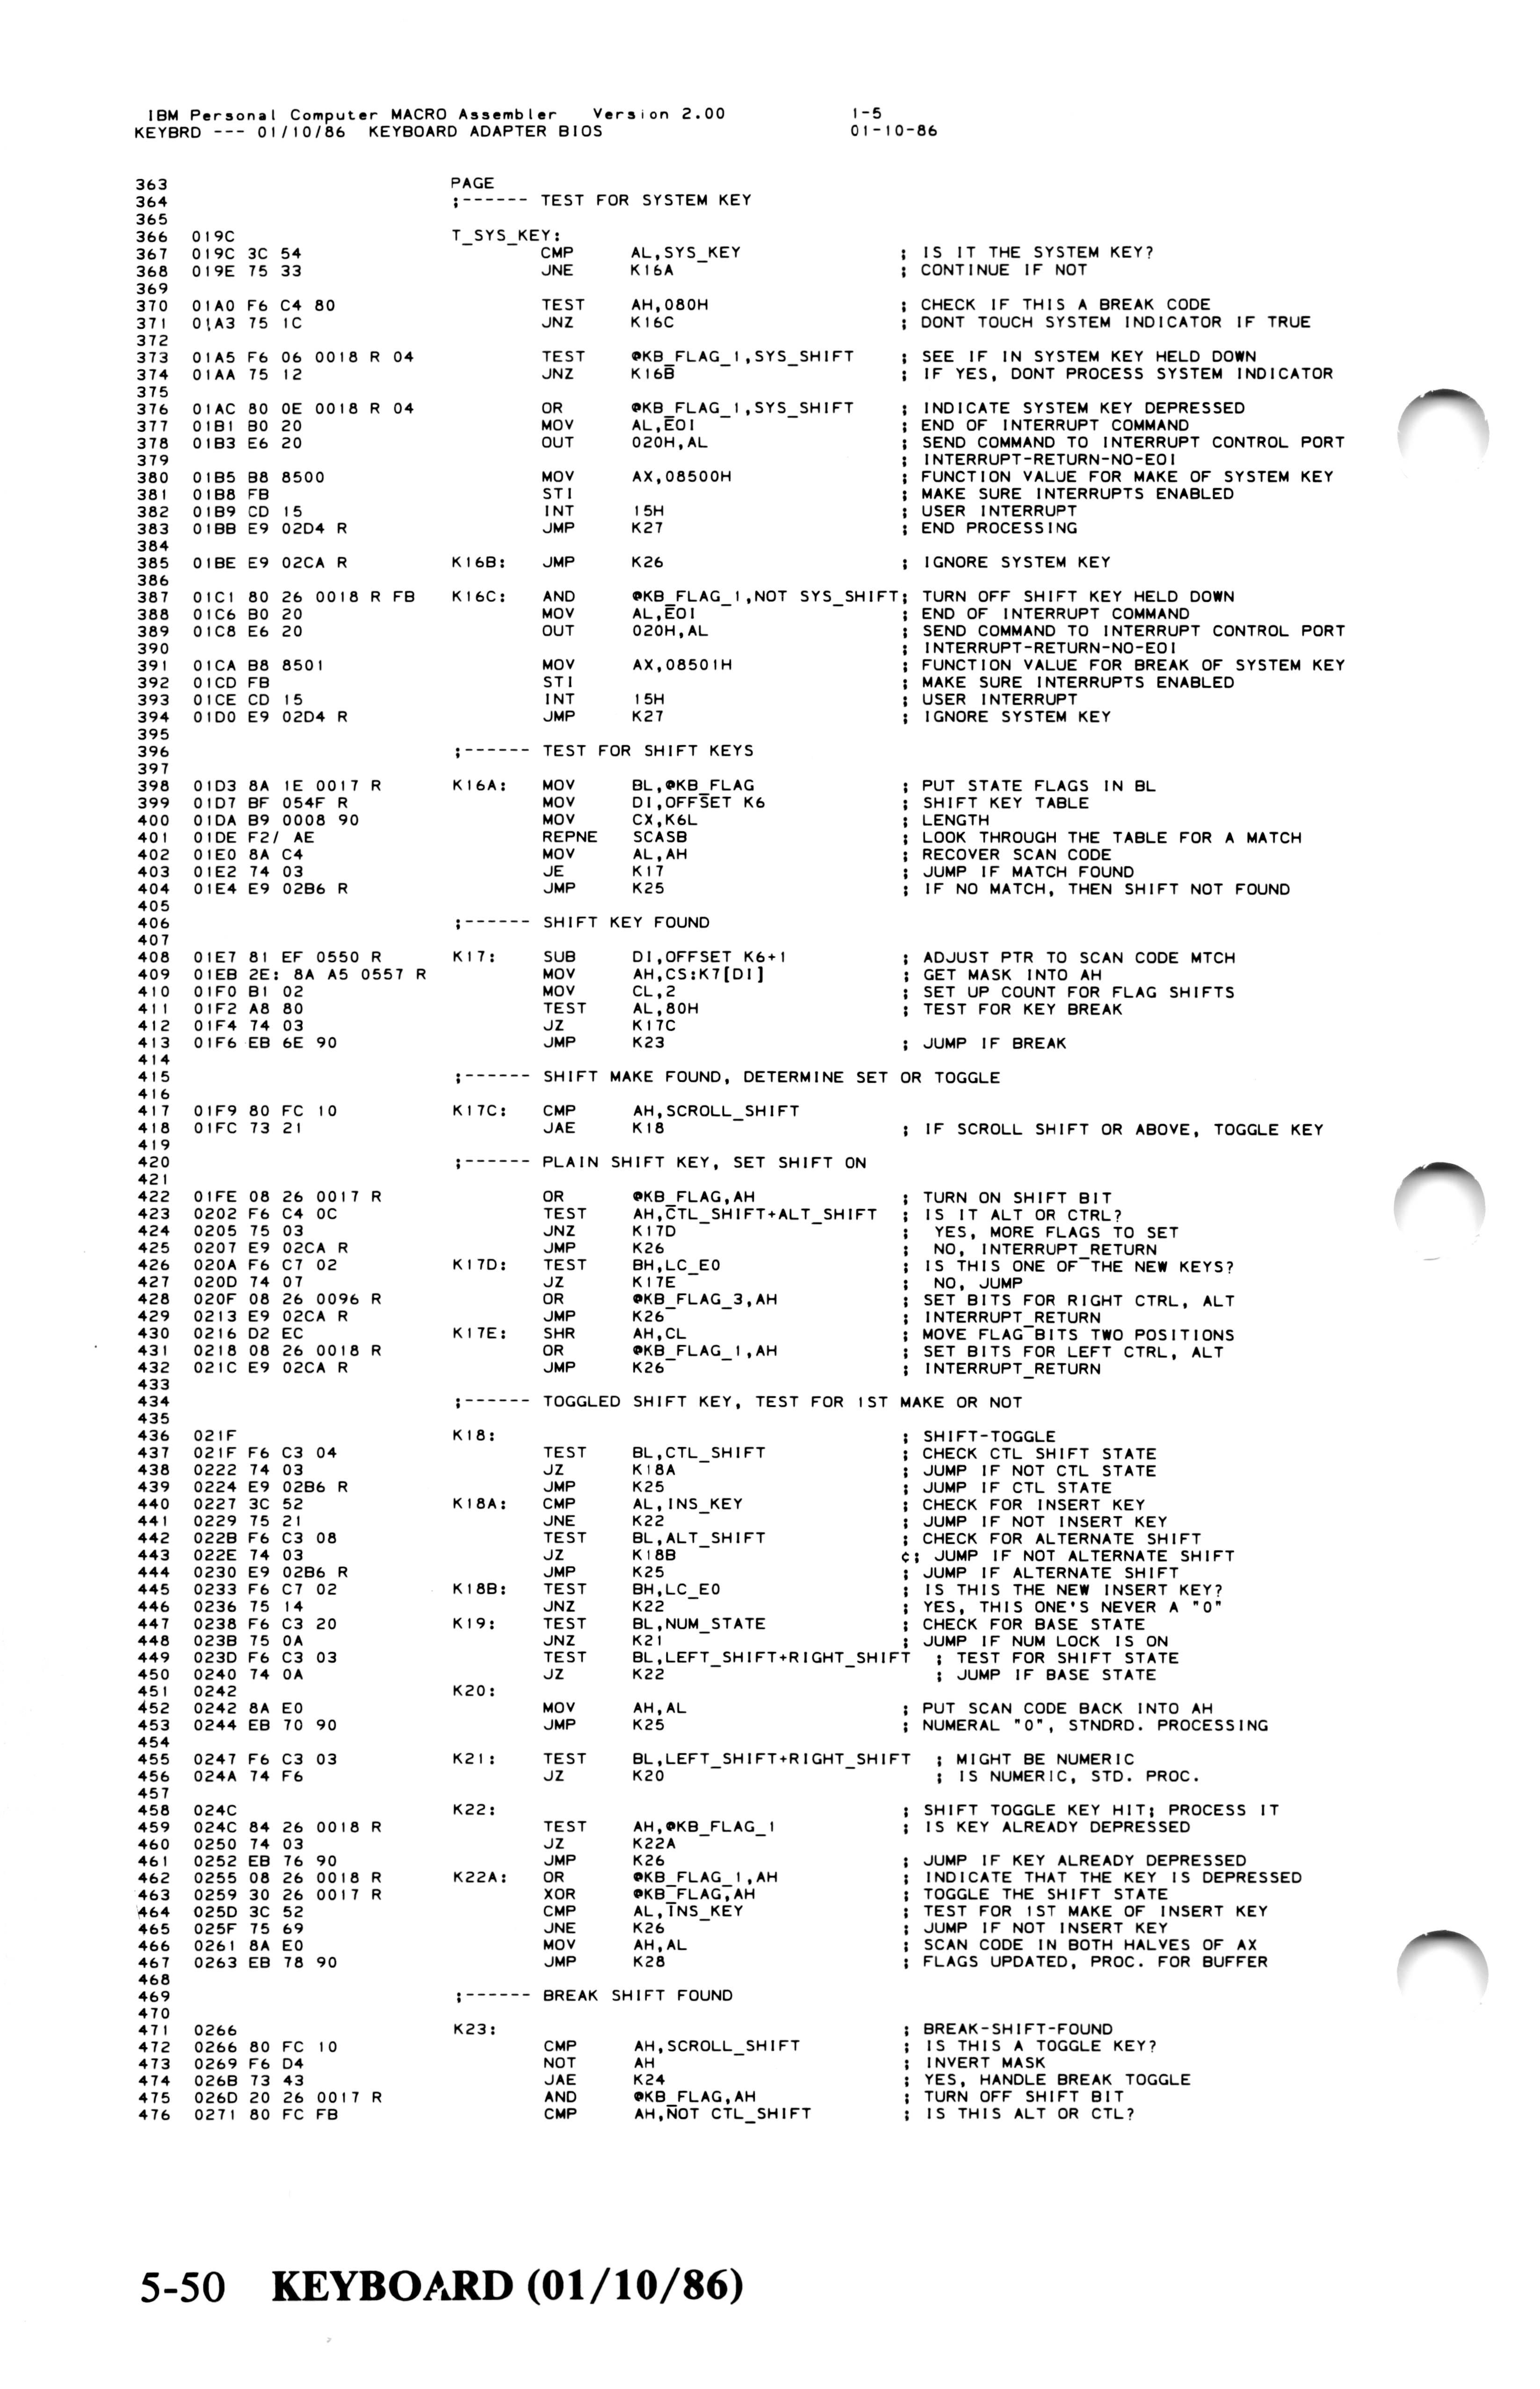 IBM Personal Computer MACRO Assembler   Version 2.00            1-5
KEYBRD --- 01/10/86  KEYBOARD ADAPTER BIOS                      01-10-86
363                             PAGE
364                             ;------ TEST FOR SYSTEM KEY
365
366  019C                       T_SYS_KEY:
367  019C 3C 54                         CMP     AL,SYS_KEY              ; IS IT THE SYSTEM KEY?
368  019E 75 33                         JNE     K16A                    ; CONTINUE IF NOT
369
370  01A0 F6 C4 80                      TEST    AH,080H                 ; CHECK IF THIS A BREAK CODE
371  01A3 75 1C                         JNZ     K16C                    ; DONT TOUCH SYSTEM INDICATOR IF TRUE
372
373  01A5 F6 06 0018 R 04               TEST    @KB_FLAG_1,SYS_SHIFT    ; SEE IF IN SYSTEM KEY HELD DOWN
374  01AA 75 12                         JNZ     K16B                    ; IF YES, DONT PROCESS SYSTEM INDICATOR
375
376  01AC 80 0E 0018 R 04               OR      @KB_FLAG_1,SYS_SHIFT    ; INDICATE SYSTEM KEY DEPRESSED
377  01B1 B0 20                         MOV     AL,EOI                  ; END OF INTERRUPT COMMAND
378  01B3 E6 20                         OUT     020H,AL                 ; SEND COMMAND TO INTERRUPT CONTROL PORT
379                                                                     ; INTERRUPT-RETURN-NO-EOI
380  01B5 B8 8500                       MOV     AX,08500H               ; FUNCTION VALUE FOR MAKE OF SYSTEM KEY
381  01B8 FB                            STI                             ; MAKE SURE INTERRUPTS ENABLED
382  01B9 CD 15                         INT     15H                     ; USER INTERRUPT
383  01BB E9 02D4 R                     JMP     K27                     ; END PROCESSING
384
385  01BE E9 02CA R             K16B:   JMP     K26                     ; IGNORE SYSTEM KEY
386
387  01C1 80 26 0018 R FB       K16C:   AND     @KB_FLAG_1,NOT SYS_SHIFT; TURN OFF SHIFT KEY HELD DOWN
388  01C6 B0 20                         MOV     AL,EOI                  ; END OF INTERRUPT COMMAND
389  01C8 E6 20                         OUT     020H,AL                 ; SEND COMMAND TO INTERRUPT CONTROL PORT
390                                                                     ; INTERRUPT-RETURN-NO-EOI
391  01CA B8 8501                       MOV     AX,08501H               ; FUNCTION VALUE FOR BREAK OF SYSTEM KEY
392  01CD FB                            STI                             ; MAKE SURE INTERRUPTS ENABLED
393  01CE CD 15                         INT     15H                     ; USER INTERRUPT
394  01D0 E9 02D4 R                     JMP     K27                     ; IGNORE SYSTEM KEY
395
396                             ;------ TEST FOR SHIFT KEYS
397
398  01D3 8A 1E 0017 R          K16A:   MOV     BL,@KB_FLAG             ; PUT STATE FLAGS IN BL
399  01D7 BF 054F R                     MOV     DI,OFFSET K6            ; SHIFT KEY TABLE
400  01DA B9 0008 90                    MOV     CX,K6L                  ; LENGTH
401  01DE F2/ AE                        REPNE   SCASB                   ; LOOK THROUGH THE TABLE FOR A MATCH
402  01E0 8A C4                         MOV     AL,AH                   ; RECOVER SCAN CODE
403  01E2 74 03                         JE      K17                     ; JUMP IF MATCH FOUND
404  01E4 E9 02B6 R                     JMP     K25                     ; IF NO MATCH, THEN SHIFT NOT FOUND
405
406                             ;------ SHIFT KEY FOUND
407
408  01E7 81 EF 0550 R          K17:    SUB     DI,OFFSET K6+1          ; ADJUST PTR TO SCAN CODE MTCH
409  01EB 2E: 8A A5 0557 R              MOV     AH,CS:K7[DI]            ; GET MASK INTO AH
410  01F0 B1 02                         MOV     CL,2                    ; SET UP COUNT FOR FLAG SHIFTS
411  01F2 A8 80                         TEST    AL,80H                  ; TEST FOR KEY BREAK
412  01F4 74 03                         JZ      K17C
413  01F6 EB 6E 90                      JMP     K23                     ; JUMP IF BREAK
414
415                             ;------ SHIFT MAKE FOUND, DETERMINE SET OR TOGGLE
416
417  01F9 80 FC 10              K17C:   CMP     AH,SCROLL_SHIFT
418  01FC 73 21                         JAE     K18                     ; IF SCROLL SHIFT OR ABOVE, TOGGLE KEY
419
420                             ;------ PLAIN SHIFT KEY, SET SHIFT ON
421
422  01FE 08 26 0017 R                  OR      @KB_FLAG,AH             ; TURN ON SHIFT BIT
423  0202 F6 C4 0C                      TEST    AH,CTL_SHIFT+ALT_SHIFT  ; IS IT ALT OR CTRL?
424  0205 75 03                         JNZ     K17D                    ;  YES, MORE FLAGS TO SET
425  0207 E9 02CA R                     JMP     K26                     ;  NO, INTERRUPT_RETURN
426  020A F6 C7 02              K17D:   TEST    BH,LC_E0                ; IS THIS ONE OF THE NEW KEYS?
427  020D 74 07                         JZ      K17E                    ;  NO, JUMP
428  020F 08 26 0096 R                  OR      @KB_FLAG_3,AH           ; SET BITS FOR RIGHT CTRL, ALT
429  0213 E9 02CA R                     JMP     K26                     ; INTERRUPT_RETURN
430  0216 D2 EC                 K17E:   SHR     AH,CL                   ; MOVE FLAG BITS TWO POSITIONS
431  0218 08 26 0018 R                  OR      @KB_FLAG_1,AH           ; SET BITS FOR LEFT CTRL, ALT
432  021C E9 02CA R                     JMP     K26                     ; INTERRUPT_RETURN
433
434                             ;------ TOGGLED SHIFT KEY, TEST FOR 1ST MAKE OR NOT
435
436  021F                       K18:                                    ; SHIFT-TOGGLE
437  021F F6 C3 04                      TEST    BL,CTL_SHIFT            ; CHECK CTL SHIFT STATE
438  0222 74 03                         JZ      K18A                    ; JUMP IF NOT CTL STATE
439  0224 E9 02B6 R                     JMP     K25                     ; JUMP IF CTL STATE
440  0227 3C 52                 K18A:   CMP     AL,INS_KEY              ; CHECK FOR INSERT KEY
441  0229 75 21                         JNE     K22                     ; JUMP IF NOT INSERT KEY
442  022B F6 C3 08                      TEST    BL,ALT_SHIFT            ; CHECK FOR ALTERNATE SHIFT
443  022E 74 03                         JZ      K18B                    ¢; JUMP IF NOT ALTERNATE SHIFT
444  0230 E9 02B6 R                     JMP     K25                     ; JUMP IF ALTERNATE SHIFT
445  0233 F6 C7 02              K18B:   TEST    BH,LC_E0                ; IS THIS THE NEW INSERT KEY?
446  0236 75 14                         JNZ     K22                     ; YES, THIS ONE'S NEVER A "0"
447  0238 F6 C3 20              K19:    TEST    BL,NUM_STATE            ; CHECK FOR BASE STATE
448  023B 75 0A                         JNZ     K21                     ; JUMP IF NUM LOCK IS ON
449  023D F6 C3 03                      TEST    BL,LEFT_SHIFT+RIGHT_SHIFT  ; TEST FOR SHIFT STATE
450  0240 74 0A                         JZ      K22                        ; JUMP IF BASE STATE
451  0242                       K20:
452  0242 8A E0                         MOV     AH,AL                   ; PUT SCAN CODE BACK INTO AH
453  0244 EB 70 90                      JMP     K25                     ; NUMERAL "0", STNDRD. PROCESSING
454
455  0247 F6 C3 03              K21:    TEST    BL,LEFT_SHIFT+RIGHT_SHIFT  ; MIGHT BE NUMERIC
456  024A 74 F6                         JZ      K20                        ; IS NUMERIC, STD. PROC.
457
458  024C                       K22:                                    ; SHIFT TOGGLE KEY HIT; PROCESS IT
459  024C 84 26 0018 R                  TEST    AH,@KB_FLAG_1           ; IS KEY ALREADY DEPRESSED
460  0250 74 03                         JZ      K22A
461  0252 EB 76 90                      JMP     K26                     ; JUMP IF KEY ALREADY DEPRESSED
462  0255 08 26 0018 R          K22A:   OR      @KB_FLAG_1,AH           ; INDICATE THAT THE KEY IS DEPRESSED
463  0259 30 26 0017 R                  XOR     @KB_FLAG,AH             ; TOGGLE THE SHIFT STATE
464  025D 3C 52                         CMP     AL,INS_KEY              ; TEST FOR 1ST MAKE OF INSERT KEY
465  025F 75 69                         JNE     K26                     ; JUMP IF NOT INSERT KEY
466  0261 8A E0                         MOV     AH,AL                   ; SCAN CODE IN BOTH HALVES OF AX
467  0263 EB 78 90                      JMP     K28                     ; FLAGS UPDATED, PROC. FOR BUFFER
468
469                             ;------ BREAK SHIFT FOUND
470
471  0266                       K23:                                    ; BREAK-SHIFT-FOUND
472  0266 80 FC 10                      CMP     AH,SCROLL_SHIFT         ; IS THIS A TOGGLE KEY?
473  0269 F6 D4                         NOT     AH                      ; INVERT MASK
474  026B 73 43                         JAE     K24                     ; YES, HANDLE BREAK TOGGLE
475  026D 20 26 0017 R                  AND     @KB_FLAG,AH             ; TURN OFF SHIFT BIT
476  0271 80 FC FB                      CMP     AH,NOT CTL_SHIFT        ; IS THIS ALT OR CTL?
5-50   KEYBOARD (01/10/86)